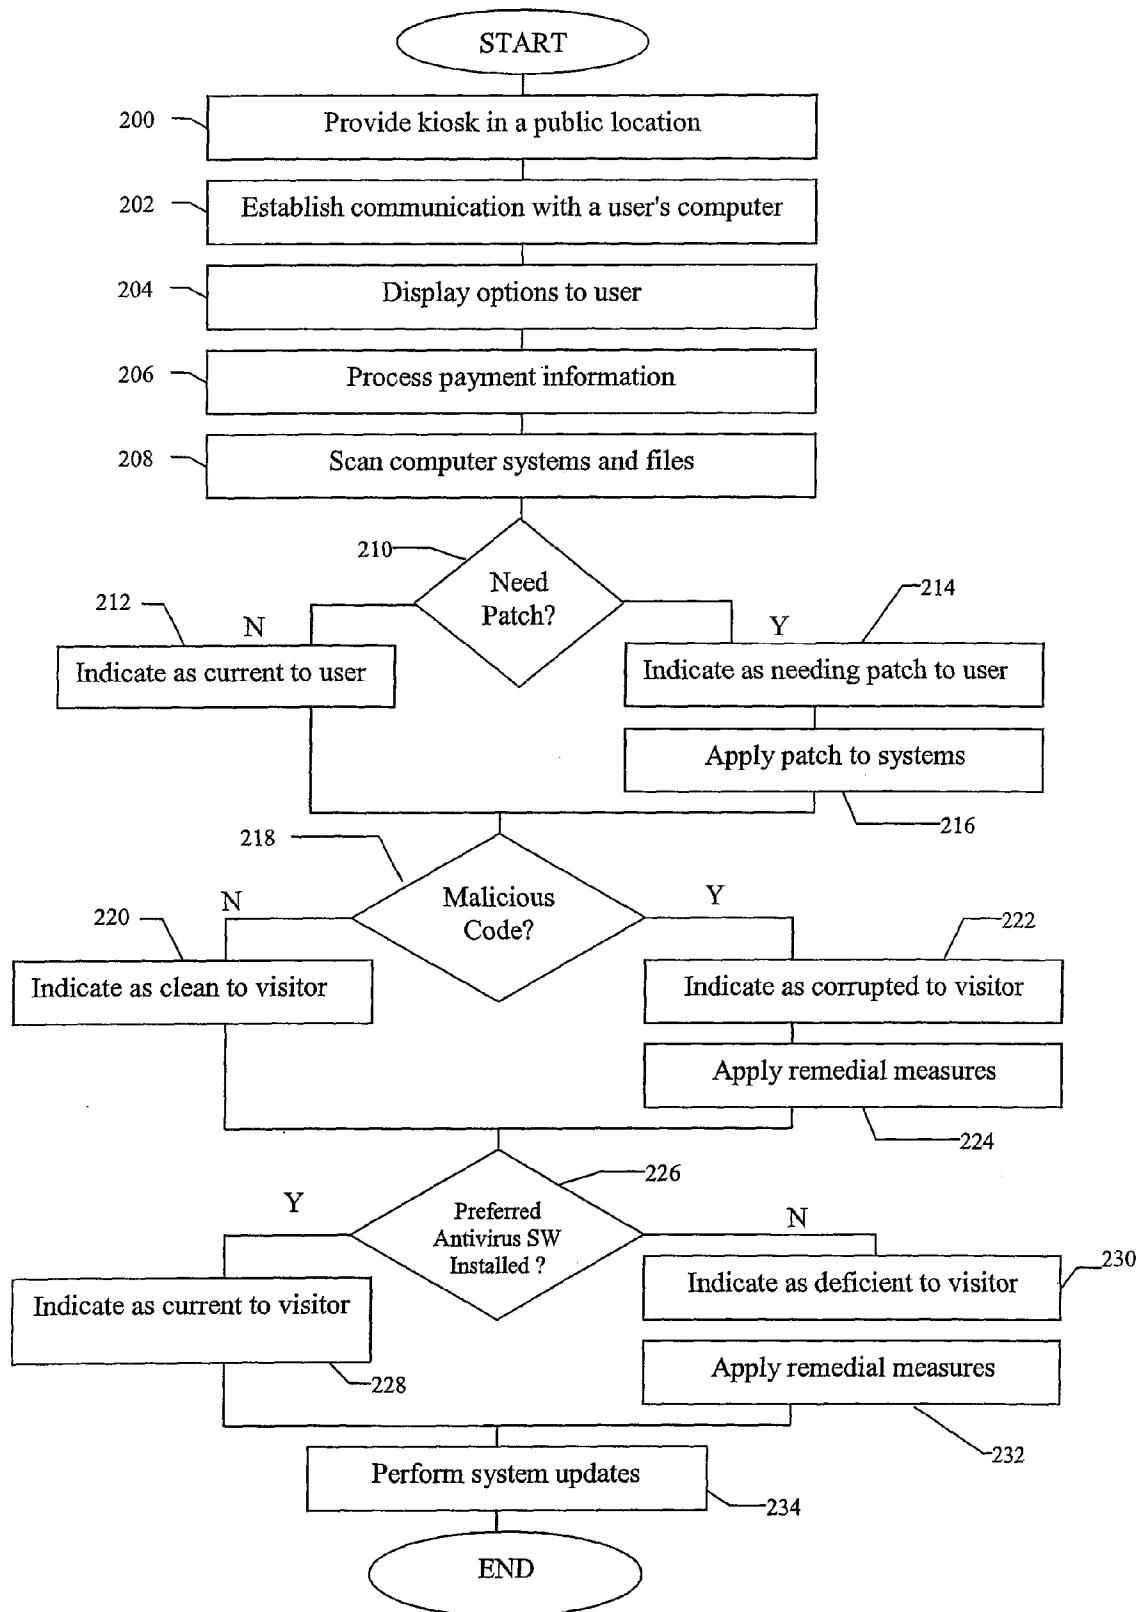 START
200
Provide kiosk in a public location
202
Establish communication with a user's computer
204
Display options to user
206
Process payment information
208
Scan computer systems and files
210
Need
Patch?
212
N
Y
214
Indicate as current to user
Indicate as needing patch to user
Apply patch to systems
216
218
Malicious
Code?
N
Y
220
222
Indicate as clean to visitor
Indicate as corrupted to visitor
Apply remedial measures
224
226
Preferred
Antivirus SW
Installed ?
Y
N
230
Indicate as current to visitor
Indicate as deficient to visitor
228
Apply remedial measures
232
Perform system updates
234
END